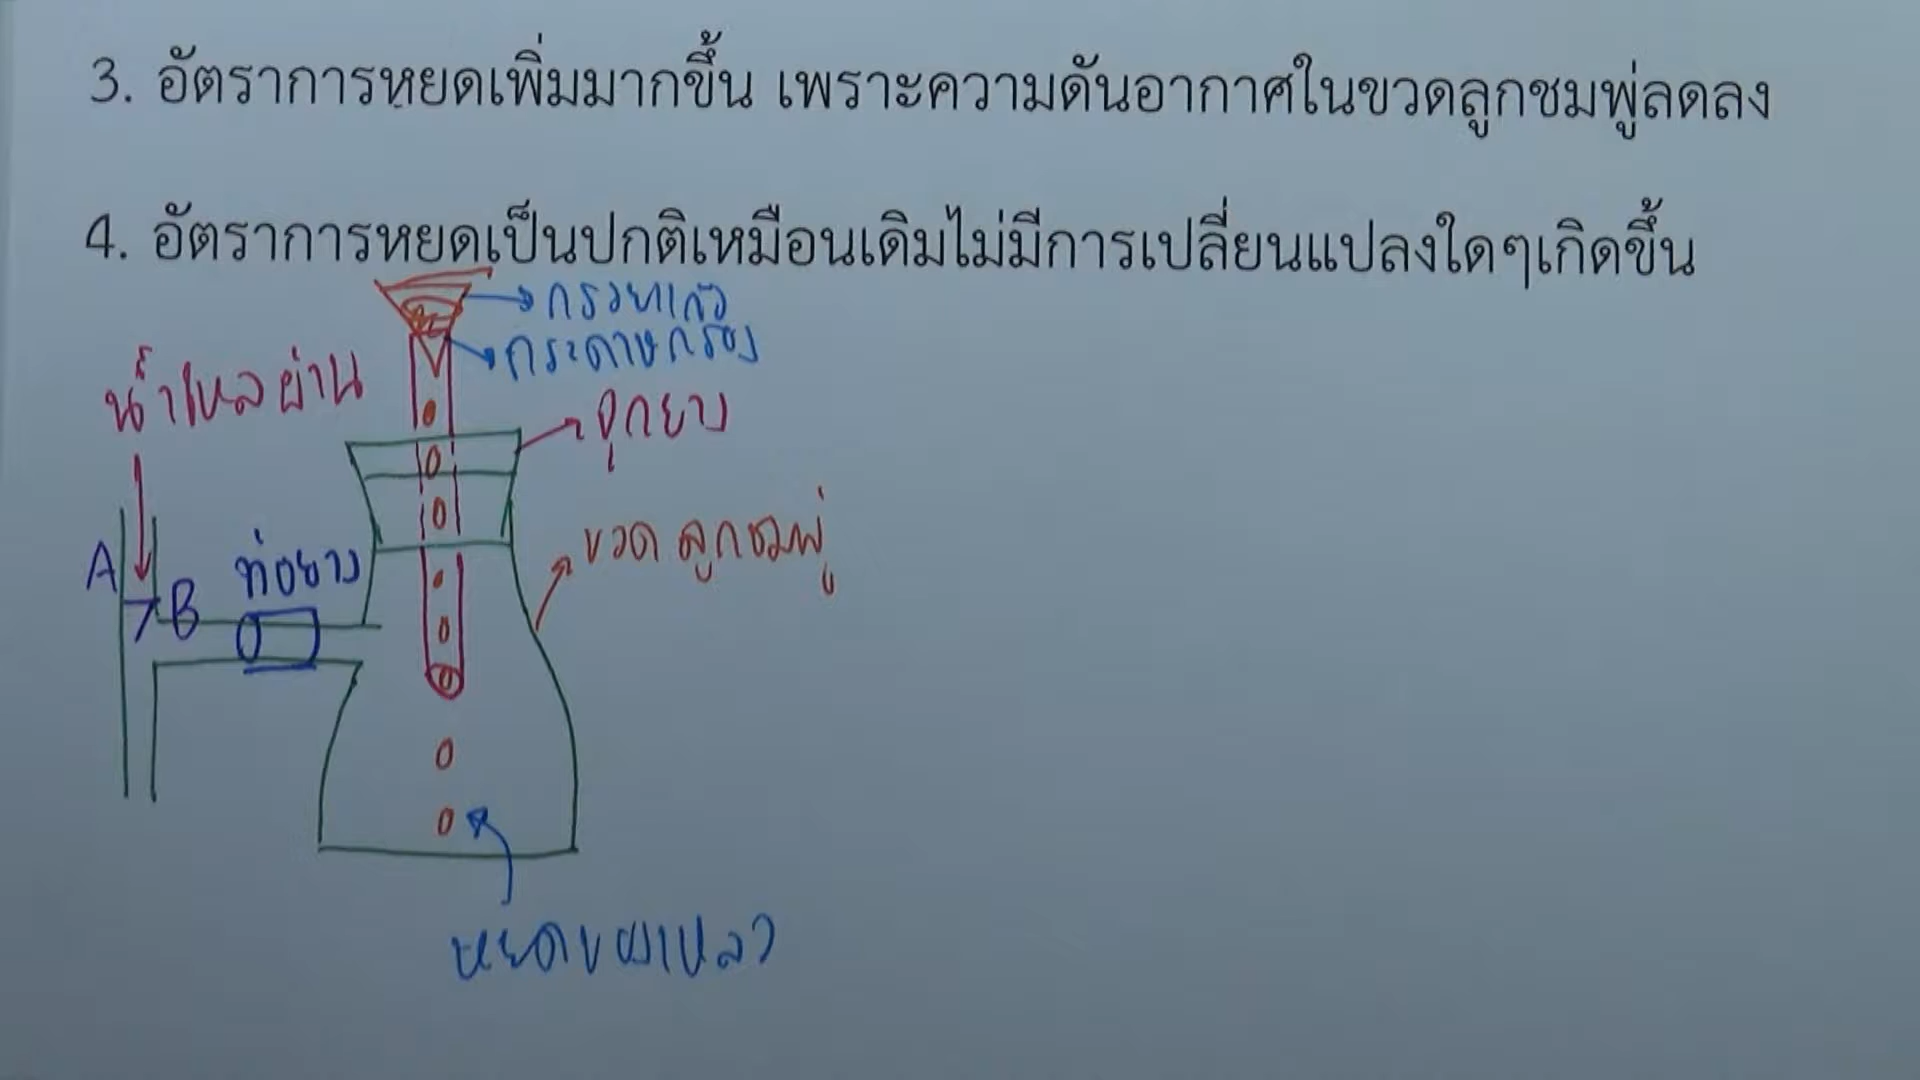 3. อัตราการหยดเพิ่มมากขึ้น เพราะความดันอากาศในขวดลูกชมพู่ลดลง
4. อัตราการหยดเป็นปกติเหมือนเดิมไม่มีการเปลี่ยนแปลงใดๆเกิดขึ้น
กรวยแก้ว
กระดาษกรอง
น้ำไหลผ่าน
จุกยาง
ขวดลูกชมพู่
A
ท่อยาง
B
หยดของเหลว